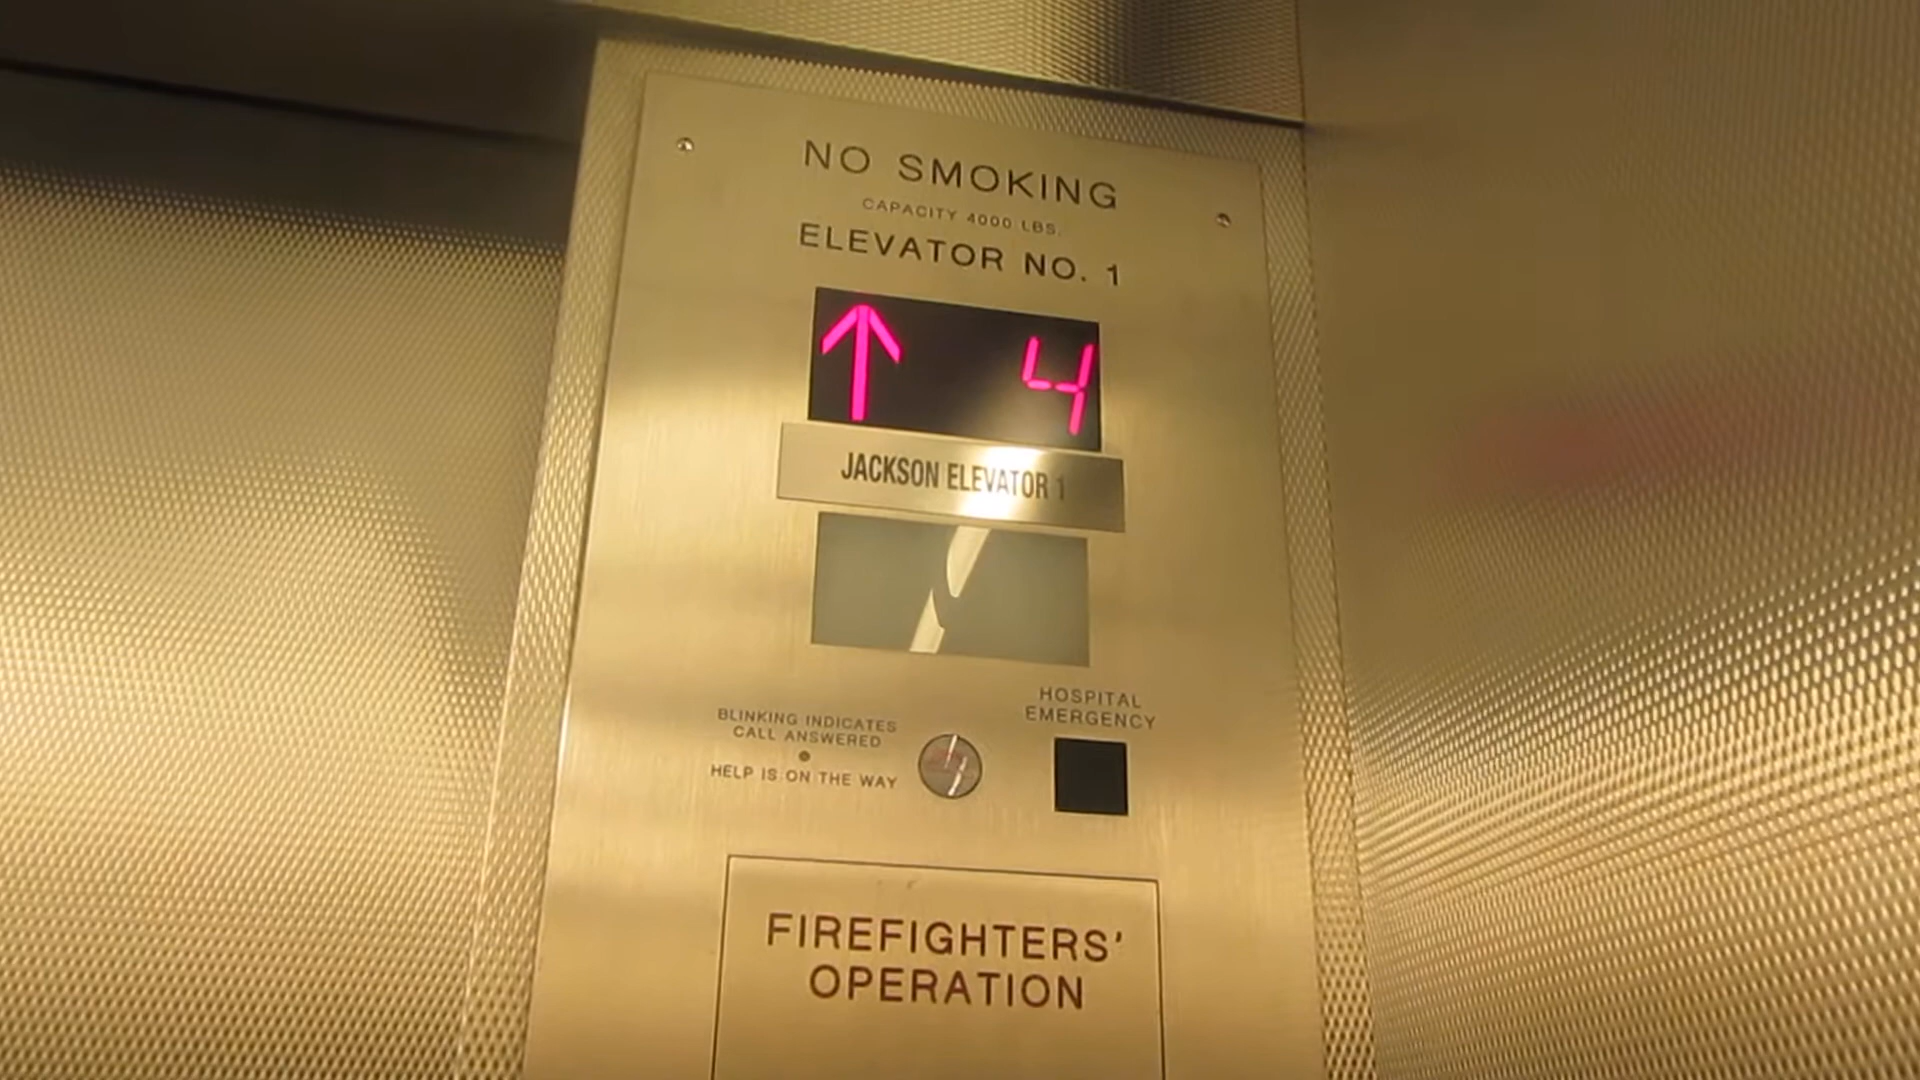 NO SMOKING
CAPACITY 4000 LBS.
ELEVATOR NO. 1
↑ 4
JACKSON ELEVATOR 1
HOSPITAL
EMERGENCY
BLINKING INDICATES
CALL ANSWERED
HELP IS ON THE WAY
FIREFIGHTERS'
OPERATION